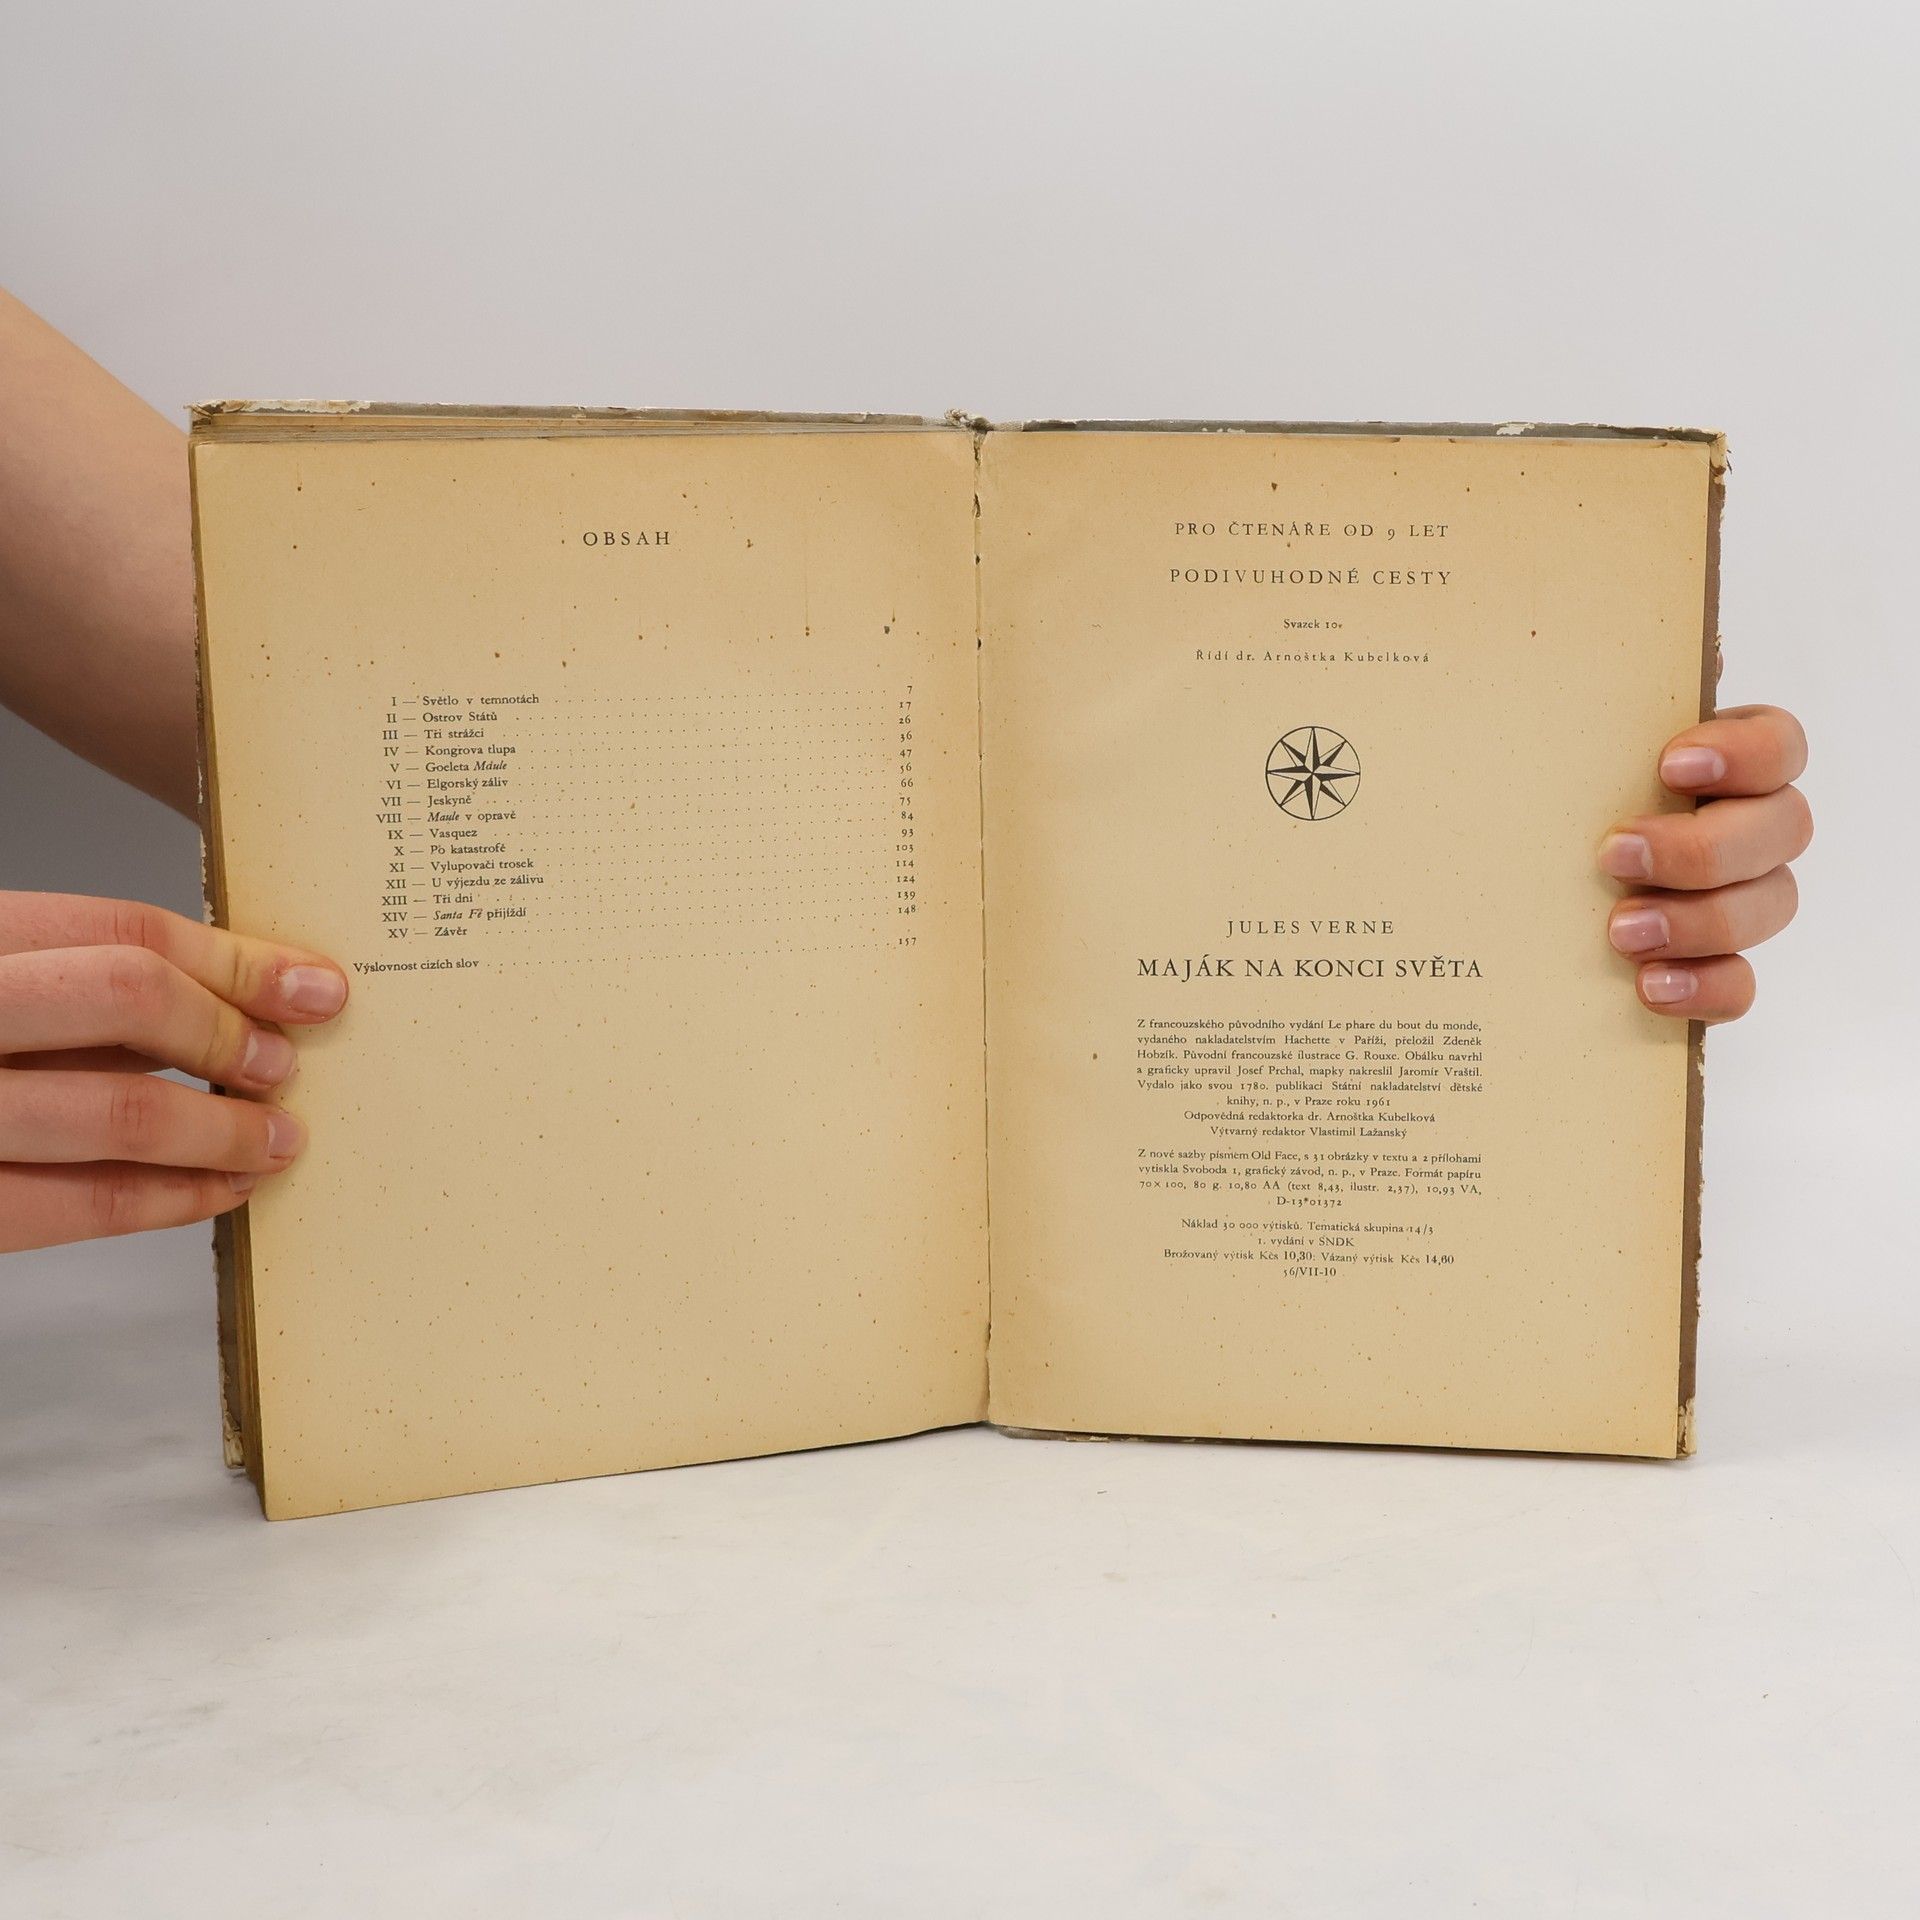 OBSAH
I — Světlo v temnotách 7
II — Ostrov Států 17
III — Tři strážci 26
IV — Kongrova tlupa 36
V — Goeleta Maule 47
VI — Elgorský záliv 56
VII — Jeskyně 66
VIII — Maule v opravě 75
IX — Vasquez 84
X — Po katastrofě 93
XI — Vylupovači trosek 103
XII — U výjezdu ze zálivu 114
XIII — Tři dni 124
XIV — Santa Fé přijíždí 139
XV — Závěr 148
Výslovnost cizích slov 157
PRO ČTENÁŘE OD 9 LET
PODIVUHODNÉ CESTY
Svazek 10.
Řídí dr. Arnoštka Kubelková
JULES VERNE
MAJÁK NA KONCI SVĚTA
Z francouzského původního vydání Le phare du bout du monde,
vydaného nakladatelstvím Hachette v Paříži, přeložil Zdeněk
Hobzík. Původní francouzské ilustrace G. Rouxe. Obálku navrhl
a graficky upravil Josef Prchal, mapky nakreslil Jaromír Vraštil.
Vydalo jako svou 1780. publikaci Státní nakladatelství dětské
knihy, n. p., v Praze roku 1961
Odpovědná redaktorka dr. Arnoštka Kubelková
Výtvarný redaktor Vlastimil Lažanský
Z nové sazby písmem Old Face, s 31 obrázky v textu a 2 přílohami
vytiskla Svoboda 1, grafický závod, n. p., v Praze. Formát papíru
70×100, 80 g. 10,80 AA (text 8,43, ilustr. 2,37), 10,93 VA,
D-13*01372
Náklad 30 000 výtisků. Tematická skupina 14/3
1. vydání v SNDK
Brožovaný výtisk Kčs 10,30; Vázaný výtisk Kčs 14,60
56/VII-10